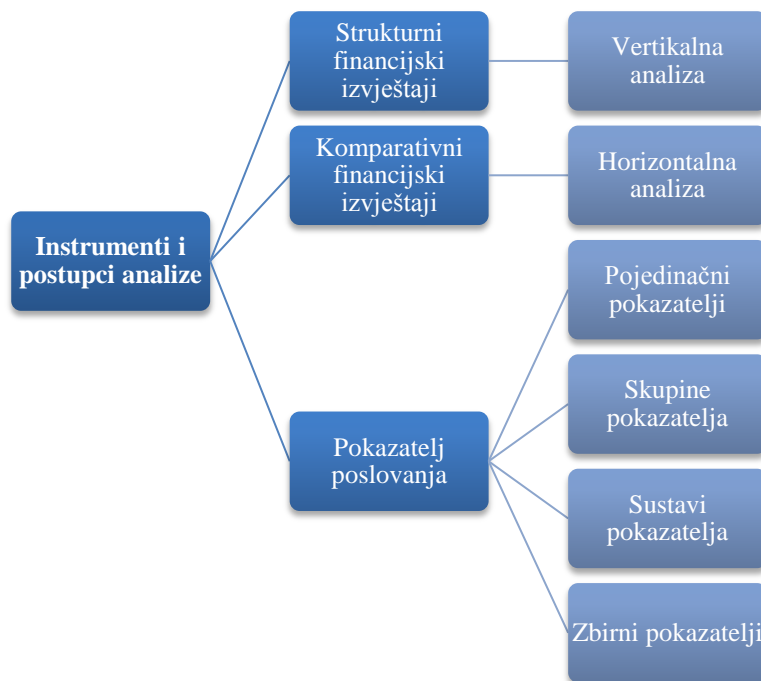 Strukturni
financijski
izvještaji
Vertikalna
analiza
Komparativni
financijski
izvještaji
Horizontalna
analiza
Instrumenti i
postupci analize
Pojedinačni
pokazatelji
Skupine
pokazatelja
Pokazatelj
poslovanja
Sustavi
pokazatelja
Zbirni pokazatelji